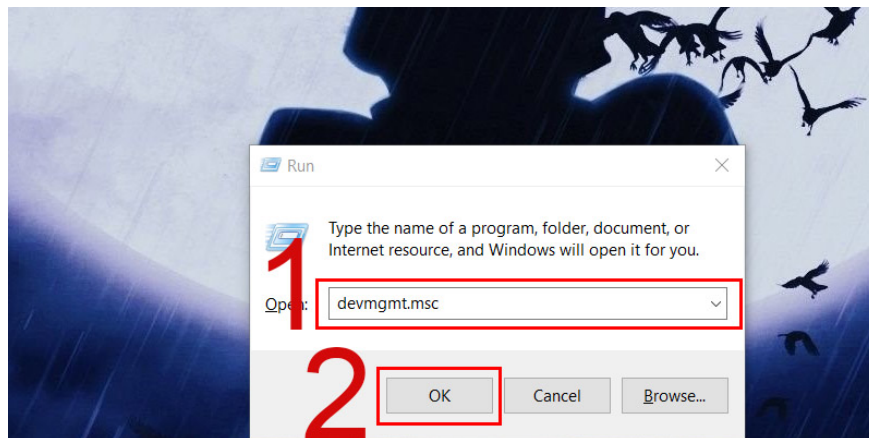 Run
Type the name of a program, folder, document, or
Internet resource, and Windows will open it for you.
1
Open: devmgmt.msc
2
OK Cancel Browse...